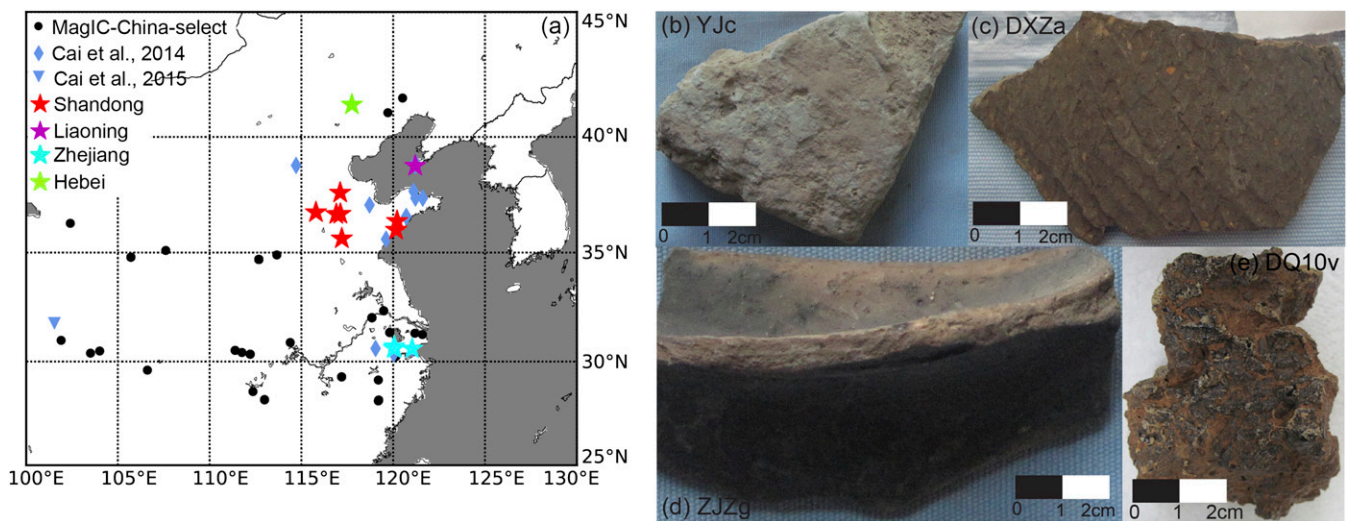 (a)
MagIC-China-select
Cai et al., 2014
Cai et al., 2015
Shandong
Liaoning
Zhejiang
Hebei
45°N
40°N
35°N
30°N
25°N
100°E 105°E 110°E 115°E 120°E 125°E 130°E
(b) YJc
0 1 2cm
(c) DXZa
0 1 2cm
(d) ZJZg
0 1 2cm
(e) DQ10v
0 1 2cm